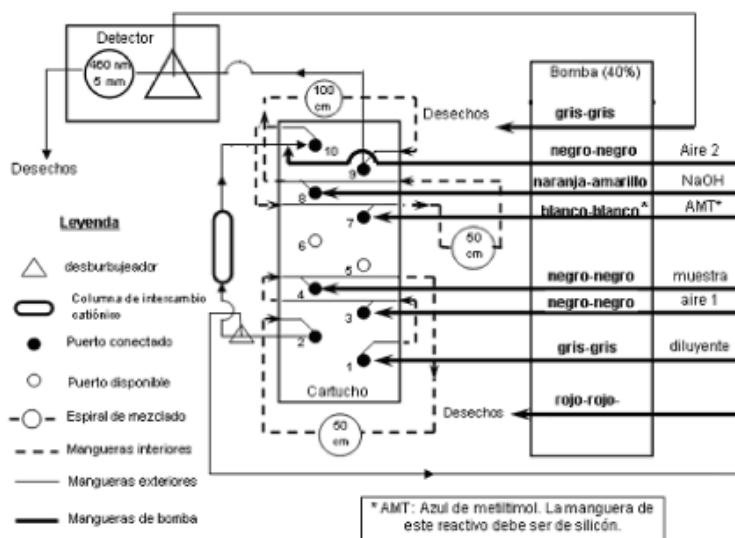 Detector
460 nm
5 mm
Desechos
Bomba (40%)
100
cm
Desechos
gris-gris
negro-negro Aire 2
naranja-amarillo NaOH
blanco-blanco* AMT*
10
9
8
7
6
5
4
3
2
1
50
cm
negro-negro muestra
negro-negro aire 1
gris-gris diluyente
Cartucho
50
cm
Desechos
rojo-rojo-
Leyenda
desburbujeador
Columna de intercambio
catiónico
Puerto conectado
Puerto disponible
Espiral de mezclado
Mangueras interiores
Mangueras exteriores
Mangueras de bomba
* AMT: Azul de metiltimol. La manguera de
este reactivo debe ser de silicón.